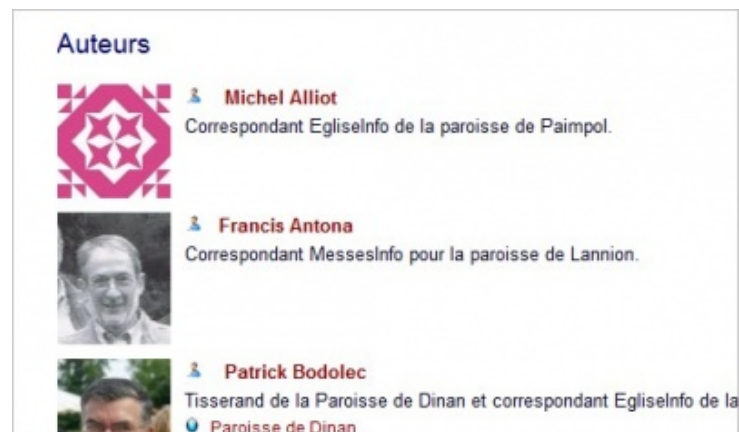 Auteurs
Michel Alliot
Correspondant EgliseInfo de la paroisse de Paimpol.
Francis Antona
Correspondant MessesInfo pour la paroisse de Lannion.
Patrick Bodolec
Tisserand de la Paroisse de Dinan et correspondant EgliseInfo de la
Paroisse de Dinan